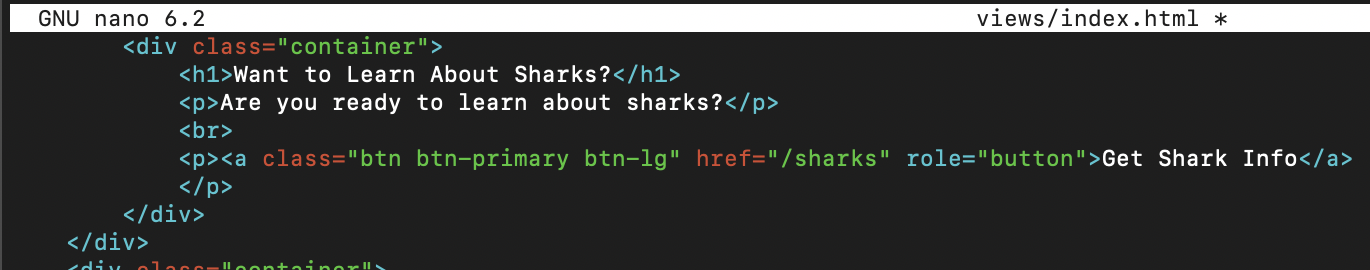 GNU nano 6.2 views/index.html *
<div class="container">
<h1>Want to Learn About Sharks?</h1>
<p>Are you ready to learn about sharks?</p>
<br>
<p><a class="btn btn-primary btn-lg" href="/sharks" role="button">Get Shark Info</a>
</p>
</div>
</div>
<div class="container">